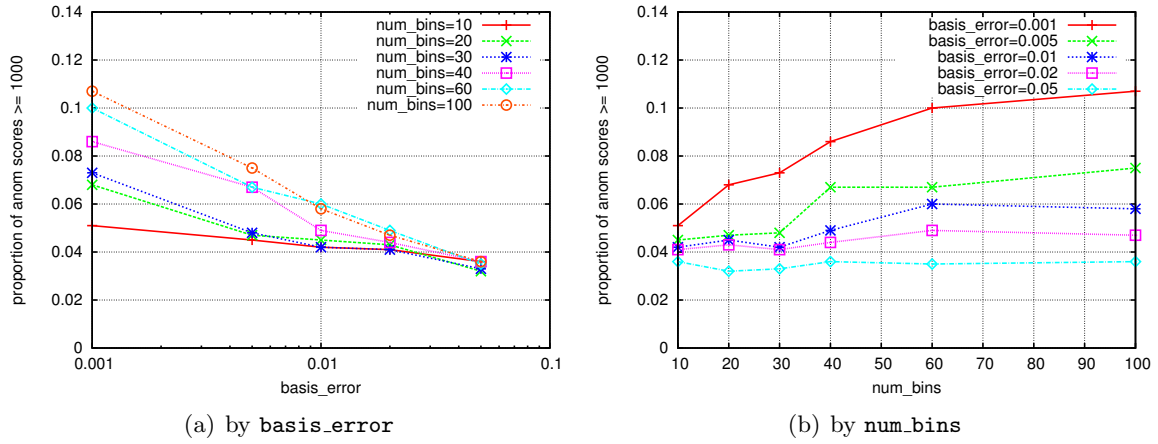 proportion of anom scores >= 1000
0.14
0.12
0.1
0.08
0.06
0.04
0.02
0
0.001
0.01
0.1
basis_error
num_bins=10
num_bins=20
num_bins=30
num_bins=40
num_bins=60
num_bins=100
(a) by basis_error
proportion of anom scores >= 1000
0.14
0.12
0.1
0.08
0.06
0.04
0.02
0
10 20 30 40 50 60 70 80 90 100
num_bins
basis_error=0.001
basis_error=0.005
basis_error=0.01
basis_error=0.02
basis_error=0.05
(b) by num_bins